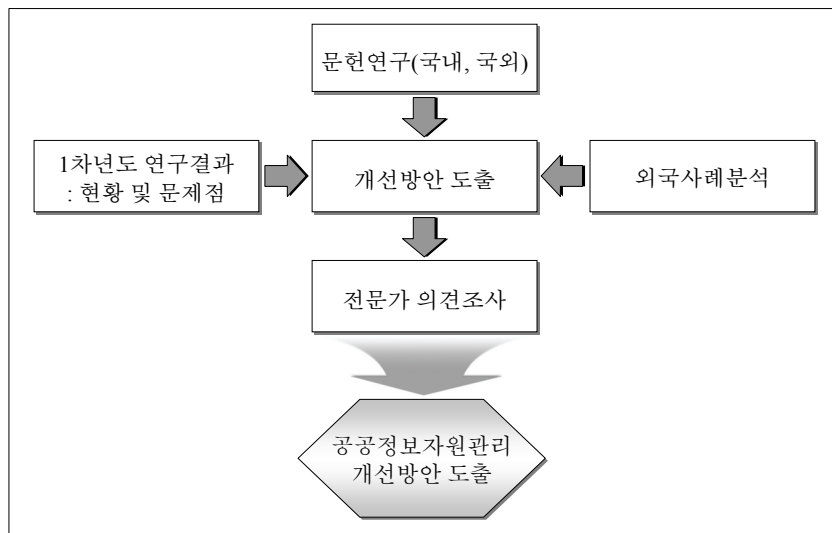 문헌연구(국내, 국외)
1차년도 연구결과
: 현황 및 문제점
개선방안 도출
외국사례분석
전문가 의견조사
공공정보자원관리
개선방안 도출